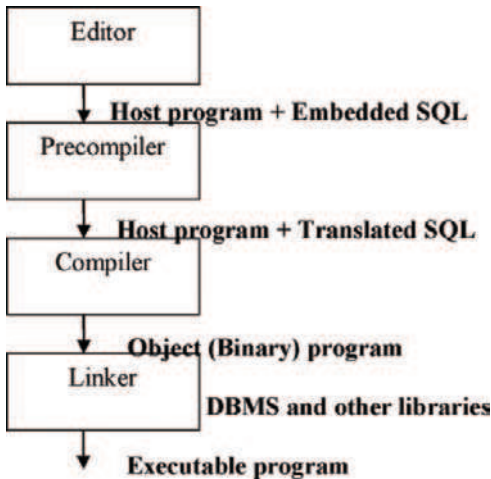 Editor
Host program + Embedded SQL
Precompiler
Host program + Translated SQL
Compiler
Object (Binary) program
Linker
DBMS and other libraries
Executable program